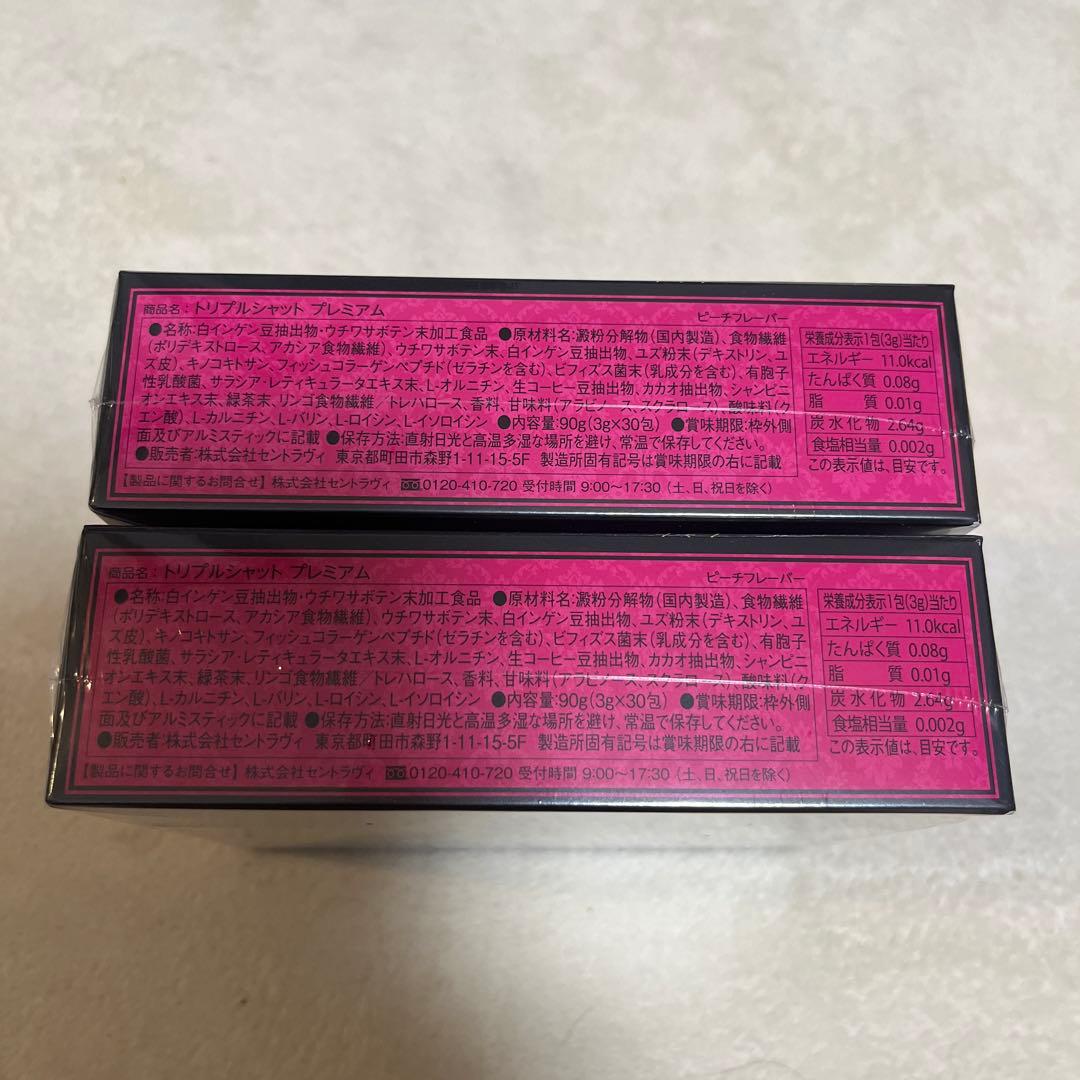 商品名：トリプルシャット プレミアム ピーチフレーバー
●名称:白インゲン豆抽出物・ウチワサボテン末加工食品 ●原材料名:澱粉分解物(国内製造)、食物繊維
(ポリデキストロース、アカシア食物繊維)、ウチワサボテン末、白インゲン豆抽出物、ユズ粉末(デキストリン、ユ
ズ皮)、キノコキトサン、フィッシュコラーゲンペプチド(ゼラチンを含む)、ビフィズス菌末(乳成分を含む)、有胞子
性乳酸菌、サラシア・レティキュラータエキス末、L-オルニチン、生コーヒー豆抽出物、カカオ抽出物、シャンピニ
オンエキス末、緑茶末、リンゴ食物繊維／トレハロース、香料、甘味料(アラビノース、スクラロース)、酸味料(ク
エン酸)、L-カルニチン、L-バリン、L-ロイシン、L-イソロイシン ●内容量:90g(3g×30包) ●賞味期限:枠外側
面及びアルミスティックに記載 ●保存方法:直射日光と高温多湿な場所を避け、常温で保存してください。
●販売者:株式会社セントラヴィ 東京都町田市森野1-11-15-5F 製造所固有記号は賞味期限の右に記載
【製品に関するお問合せ】株式会社セントラヴィ 0120-410-720 受付時間 9:00〜17:30 (土、日、祝日を除く)
栄養成分表示1包(3g)当たり
エネルギー 11.0kcal
たんぱく質 0.08g
脂質 0.01g
炭水化物 2.64g
食塩相当量 0.002g
この表示値は、目安です。
商品名：トリプルシャット プレミアム ピーチフレーバー
●名称:白インゲン豆抽出物・ウチワサボテン末加工食品 ●原材料名:澱粉分解物(国内製造)、食物繊維
(ポリデキストロース、アカシア食物繊維)、ウチワサボテン末、白インゲン豆抽出物、ユズ粉末(デキストリン、ユ
ズ皮)、キノコキトサン、フィッシュコラーゲンペプチド(ゼラチンを含む)、ビフィズス菌末(乳成分を含む)、有胞子
性乳酸菌、サラシア・レティキュラータエキス末、L-オルニチン、生コーヒー豆抽出物、カカオ抽出物、シャンピニ
オンエキス末、緑茶末、リンゴ食物繊維／トレハロース、香料、甘味料(アラビノース、スクラロース)、酸味料(ク
エン酸)、L-カルニチン、L-バリン、L-ロイシン、L-イソロイシン ●内容量:90g(3g×30包) ●賞味期限:枠外側
面及びアルミスティックに記載 ●保存方法:直射日光と高温多湿な場所を避け、常温で保存してください。
●販売者:株式会社セントラヴィ 東京都町田市森野1-11-15-5F 製造所固有記号は賞味期限の右に記載
【製品に関するお問合せ】株式会社セントラヴィ 0120-410-720 受付時間 9:00〜17:30 (土、日、祝日を除く)
栄養成分表示1包(3g)当たり
エネルギー 11.0kcal
たんぱく質 0.08g
脂質 0.01g
炭水化物 2.64g
食塩相当量 0.002g
この表示値は、目安です。